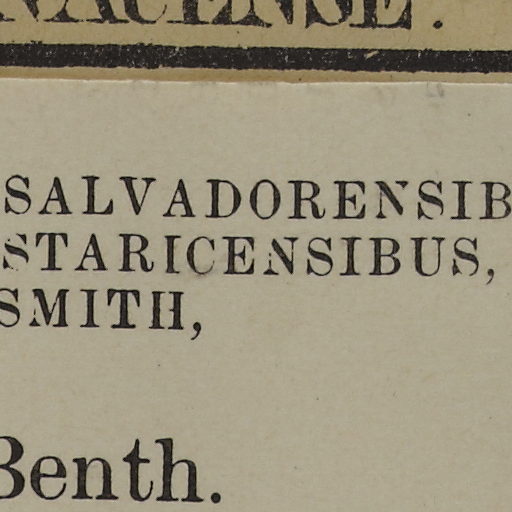 SALVADORENSIB
STARICENSIBUS,
SMITH,
Benth.